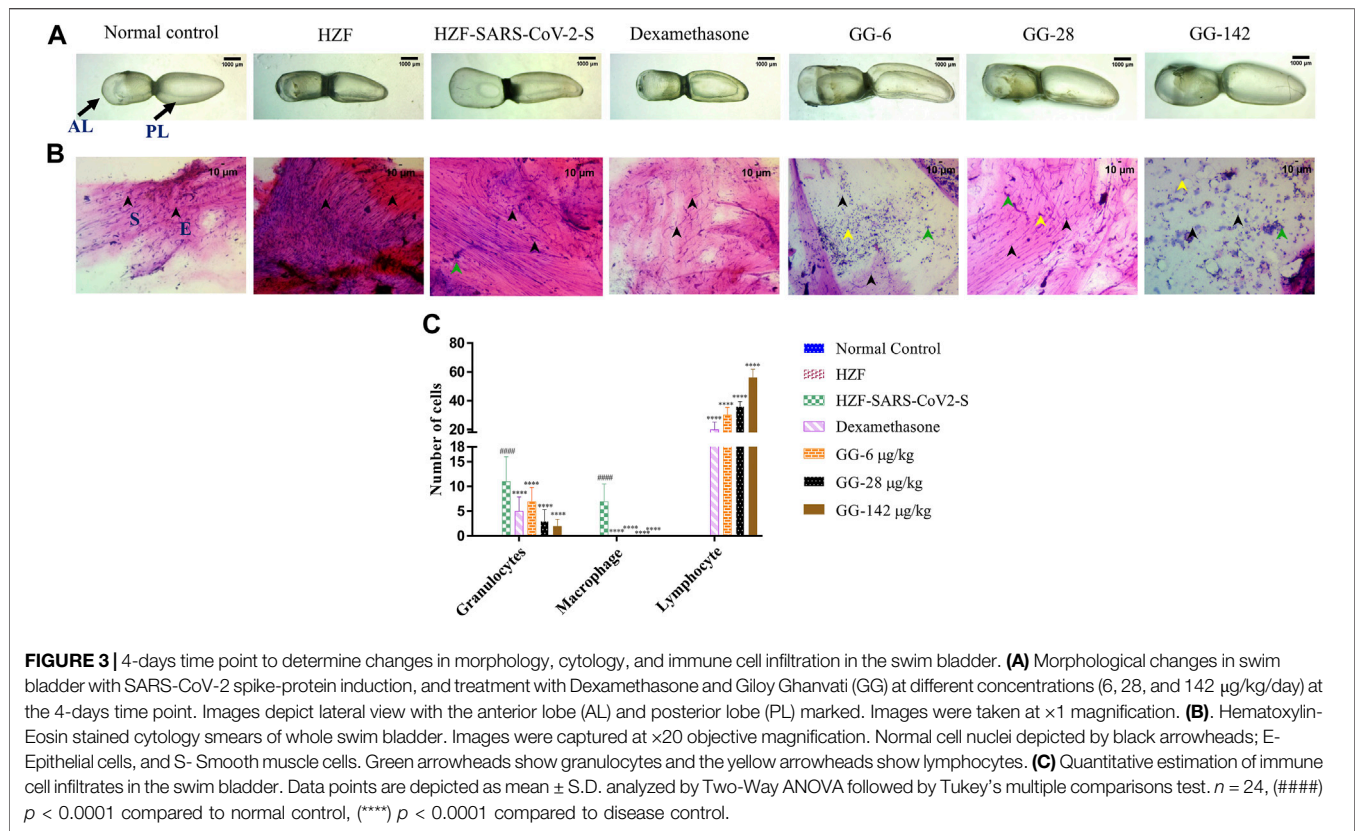 A
Normal control
HZF
HZF-SARS-CoV-2-S
Dexamethasone
GG-6
GG-28
GG-142
1000 µm
1000 µm
1000 µm
1000 µm
1000 µm
1000 µm
1000 µm
AL
PL
B
10 µm
10 µm
10 µm
10 µm
10 µm
10 µm
10 µm
S
E
C
Number of cells
80
60
40
20
18
15
10
5
0
####
****
****
****
****
####
****
****
****
****
****
****
****
****
Granulocytes
Macrophage
Lymphocyte
Normal Control
HZF
HZF-SARS-CoV2-S
Dexamethasone
GG-6 µg/kg
GG-28 µg/kg
GG-142 µg/kg
FIGURE 3 | 4-days time point to determine changes in morphology, cytology, and immune cell infiltration in the swim bladder. (A) Morphological changes in swim
bladder with SARS-CoV-2 spike-protein induction, and treatment with Dexamethasone and Giloy Ghanvati (GG) at different concentrations (6, 28, and 142 µg/kg/day) at
the 4-days time point. Images depict lateral view with the anterior lobe (AL) and posterior lobe (PL) marked. Images were taken at ×1 magnification. (B). Hematoxylin-
Eosin stained cytology smears of whole swim bladder. Images were captured at ×20 objective magnification. Normal cell nuclei depicted by black arrowheads; E-
Epithelial cells, and S- Smooth muscle cells. Green arrowheads show granulocytes and the yellow arrowheads show lymphocytes. (C) Quantitative estimation of immune
cell infiltrates in the swim bladder. Data points are depicted as mean ± S.D. analyzed by Two-Way ANOVA followed by Tukey's multiple comparisons test. n = 24, (####)
p < 0.0001 compared to normal control, (****) p < 0.0001 compared to disease control.